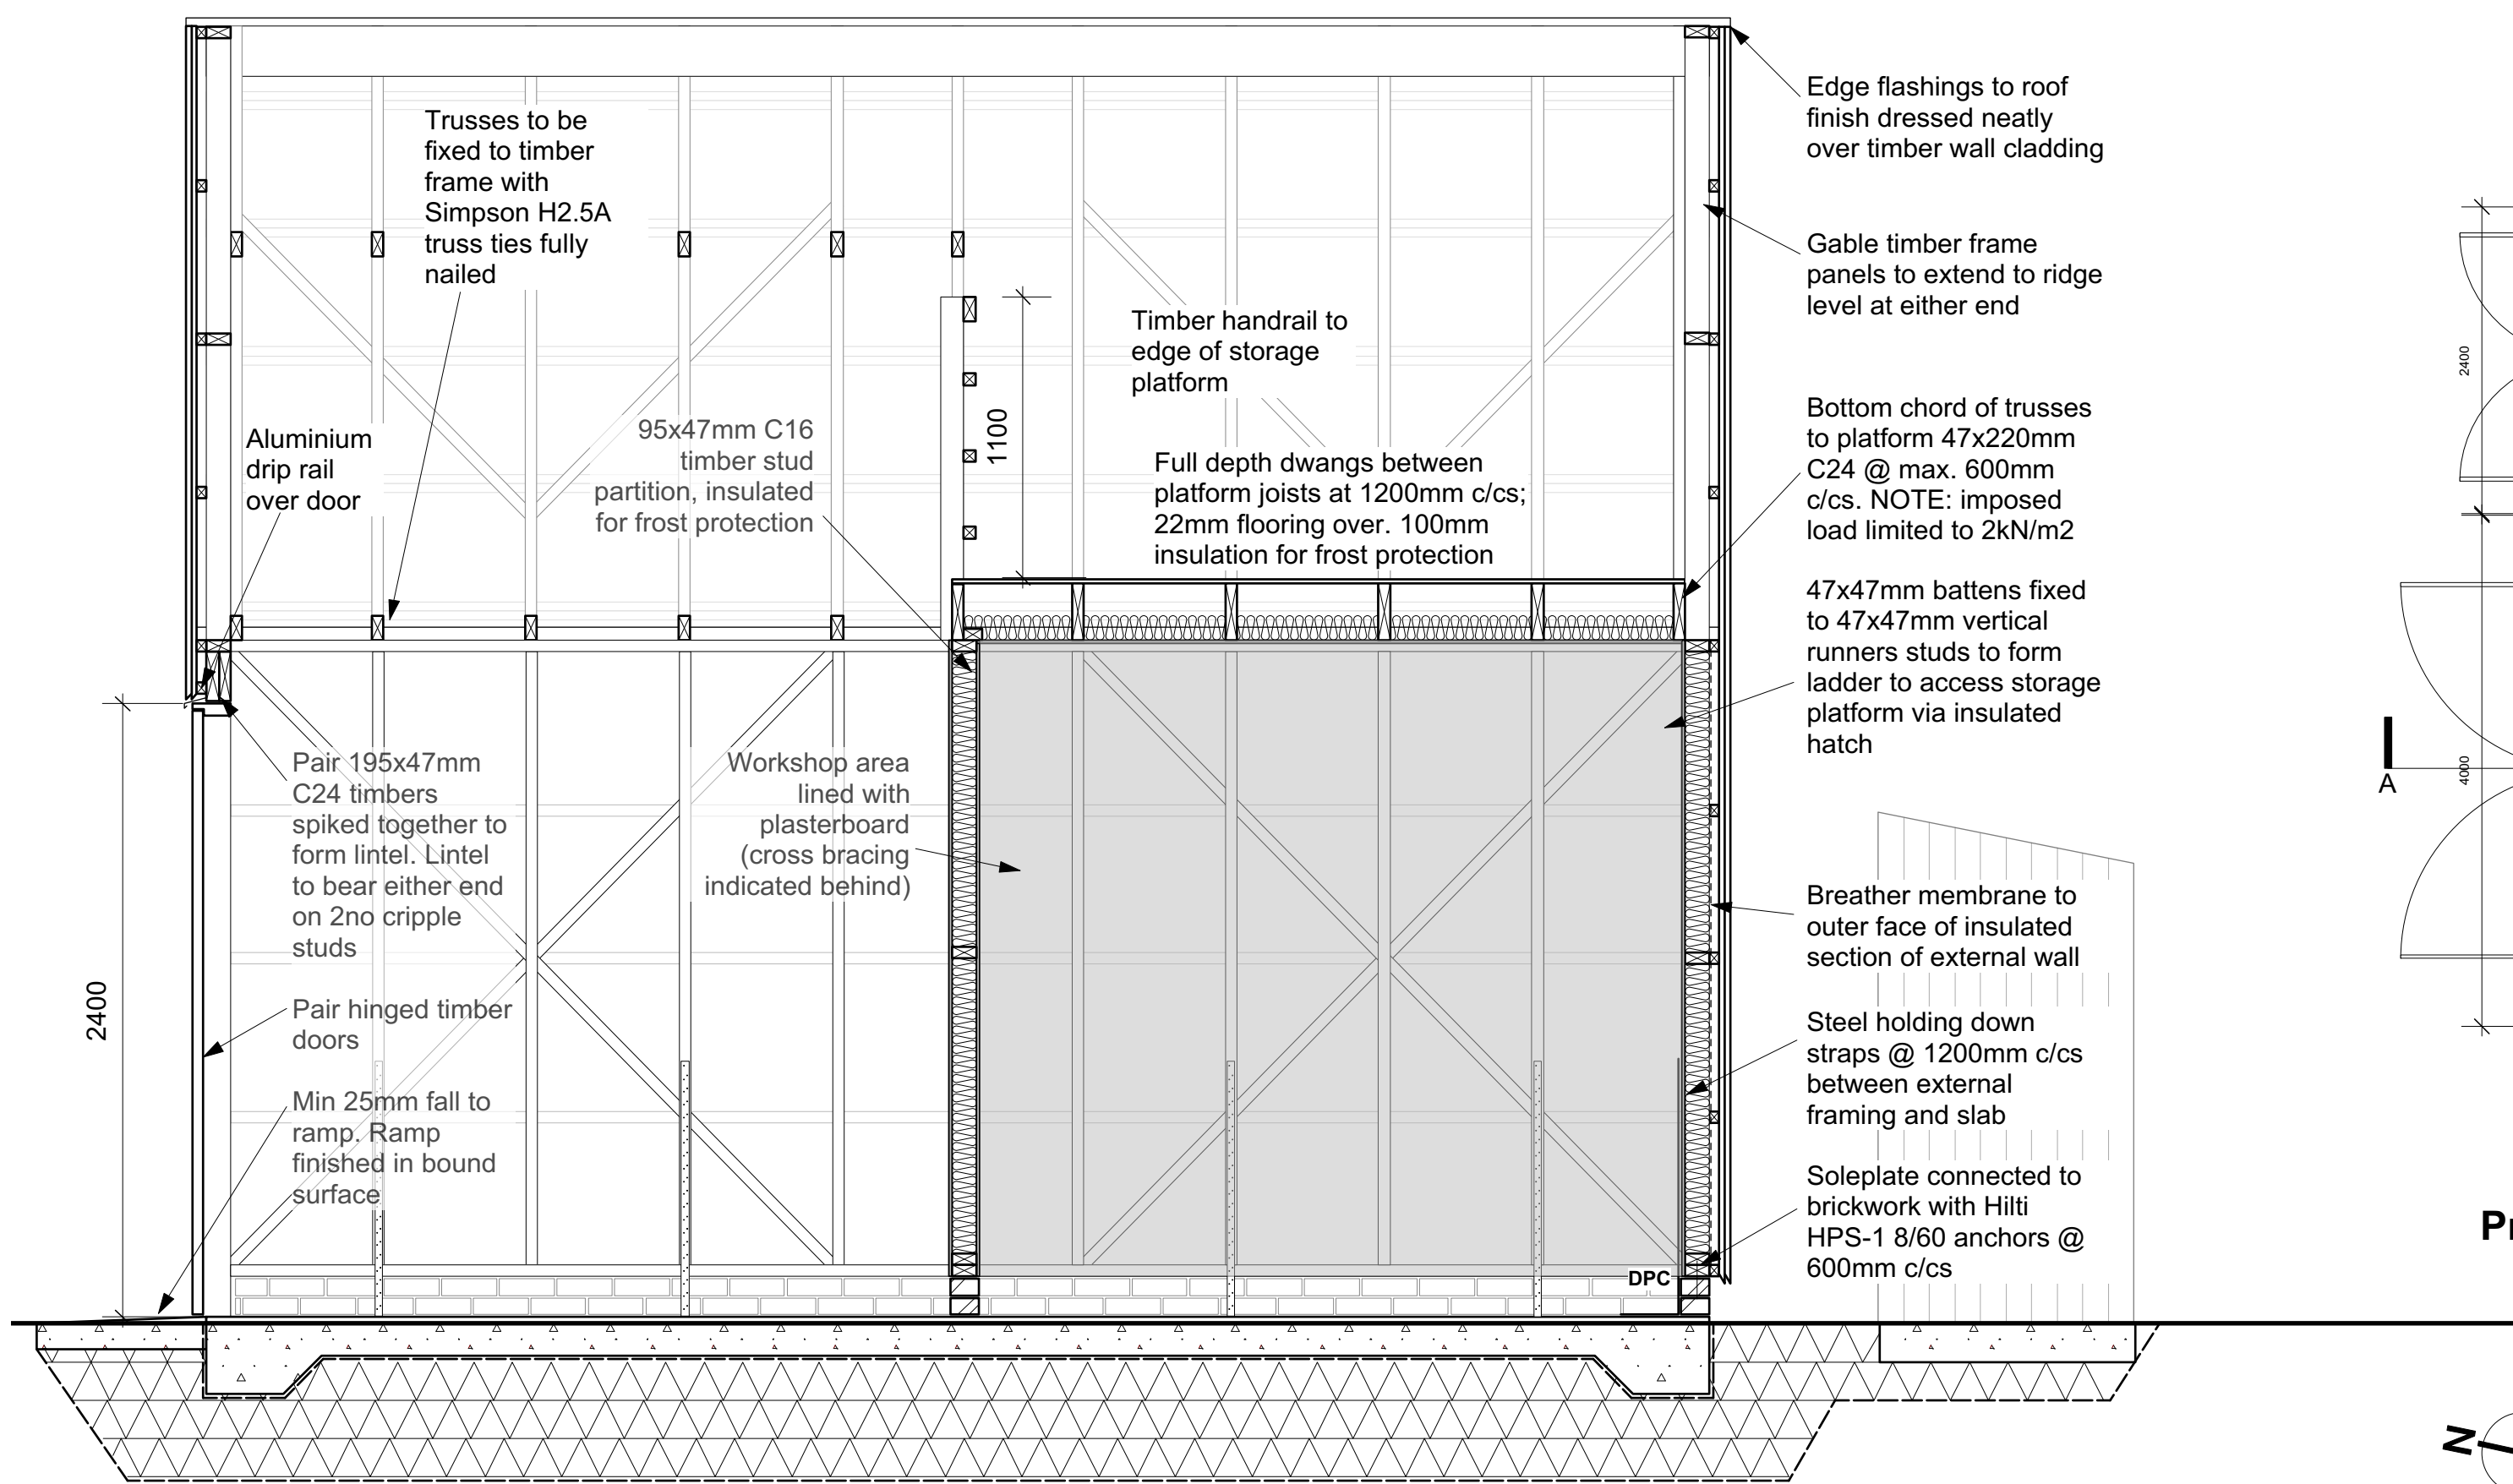 Trusses to be
fixed to timber
frame with
Simpson H2.5A
truss ties fully
nailed
Aluminium
drip rail
over door
95x47mm C16
timber stud
partition, insulated
for frost protection
1100
Timber handrail to
edge of storage
platform
Full depth dwangs between
platform joists at 1200mm c/cs;
22mm flooring over. 100mm
insulation for frost protection
Edge flashings to roof
finish dressed neatly
over timber wall cladding
Gable timber frame
panels to extend to ridge
level at either end
Bottom chord of trusses
to platform 47x220mm
C24 @ max. 600mm
c/cs. NOTE: imposed
load limited to 2kN/m2
47x47mm battens fixed
to 47x47mm vertical
runners studs to form
ladder to access storage
platform via insulated
hatch
Pair 195x47mm
C24 timbers
spiked together to
form lintel. Lintel
to bear either end
on 2no cripple
studs
Pair hinged timber
doors
Min 25mm fall to
ramp. Ramp
finished in bound
surface
2400
Workshop area
lined with
plasterboard
(cross bracing
indicated behind)
Breather membrane to
outer face of insulated
section of external wall
Steel holding down
straps @ 1200mm c/cs
between external
framing and slab
Soleplate connected to
brickwork with Hilti
HPS-1 8/60 anchors @
600mm c/cs
DPC
2400
4000
A
N